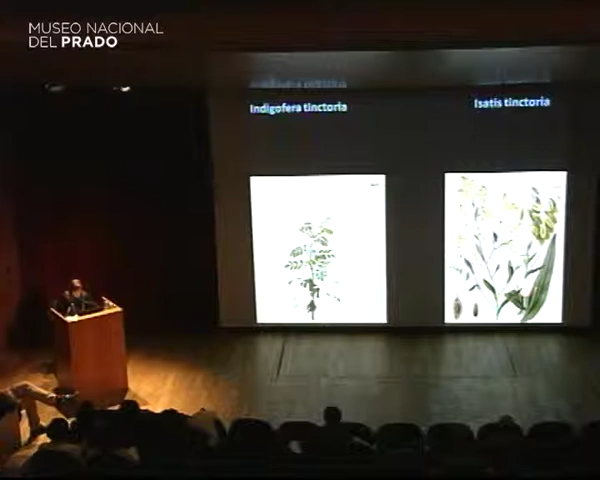 MUSEO NACIONAL
DEL PRADO
Indigofera tinctoria
Isatis tinctoria